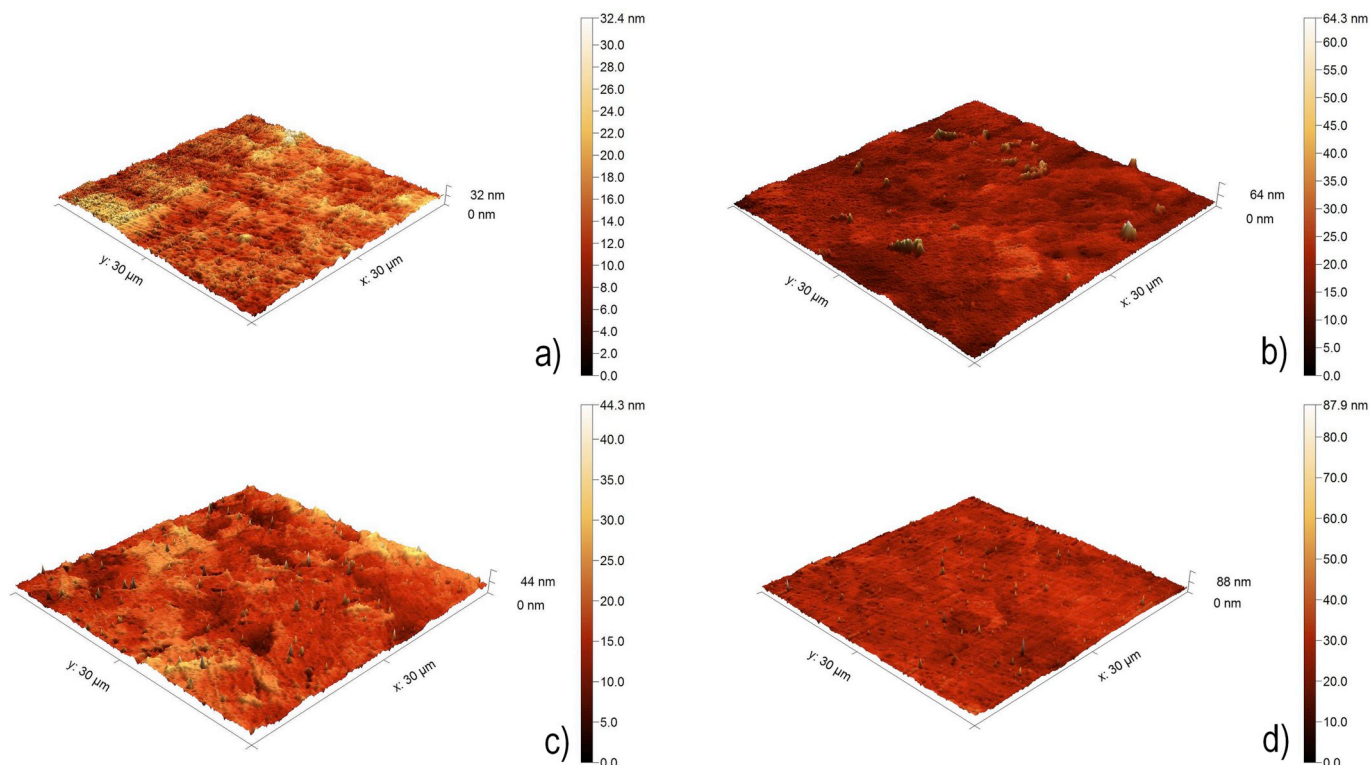 32.4 nm
30.0
28.0
26.0
24.0
22.0
20.0
18.0
16.0
14.0
12.0
10.0
8.0
6.0
4.0
2.0
0.0
32 nm
0 nm
y: 30 µm
x: 30 µm
a)
64.3 nm
60.0
55.0
50.0
45.0
40.0
35.0
30.0
25.0
20.0
15.0
10.0
5.0
0.0
64 nm
0 nm
y: 30 µm
x: 30 µm
b)
44.3 nm
40.0
35.0
30.0
25.0
20.0
15.0
10.0
5.0
0.0
44 nm
0 nm
y: 30 µm
x: 30 µm
c)
87.9 nm
80.0
70.0
60.0
50.0
40.0
30.0
20.0
10.0
0.0
88 nm
0 nm
y: 30 µm
x: 30 µm
d)